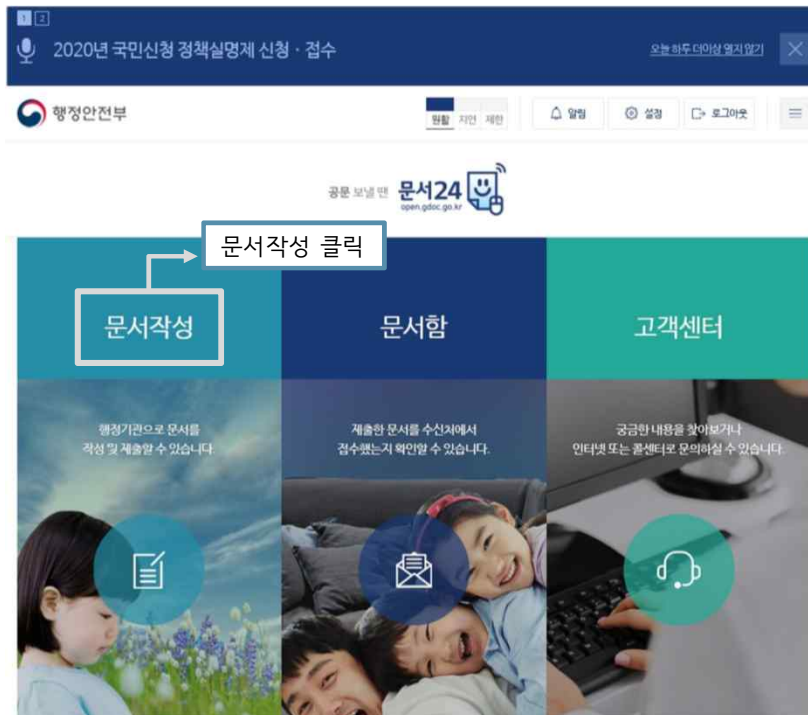 1 2
2020년 국민신청 정책실명제 신청 · 접수
오늘 하루 더이상 열지 않기
행정안전부
원활 지연 제한
알림
설정
로그아웃
공문 보낼 땐 문서24
open.gdoc.go.kr
문서작성 클릭
문서작성
문서함
고객센터
행정기관으로 문서를
작성 및 제출할 수 있습니다.
제출한 문서를 수신처에서
접수했는지 확인할 수 있습니다.
궁금한 내용을 찾아보거나
인터넷 또는 콜센터로 문의하실 수 있습니다.